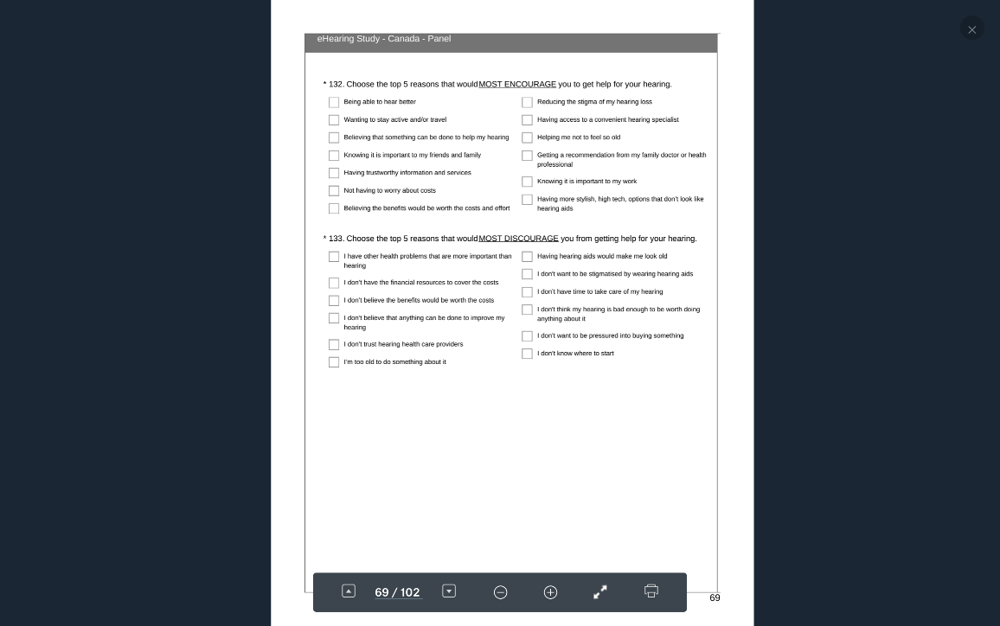 eHearing Study - Canada - Panel
* 132. Choose the top 5 reasons that would MOST ENCOURAGE you to get help for your hearing.
Being able to hear better
Wanting to stay active and/or travel
Believing that something can be done to help my hearing
Knowing it is important to my friends and family
Having trustworthy information and services
Not having to worry about costs
Believing the benefits would be worth the costs and effort
Reducing the stigma of my hearing loss
Having access to a convenient hearing specialist
Helping me not to feel so old
Getting a recommendation from my family doctor or health
professional
Knowing it is important to my work
Having more stylish, high tech, options that don't look like
hearing aids
* 133. Choose the top 5 reasons that would MOST DISCOURAGE you from getting help for your hearing.
I have other health problems that are more important than
hearing
I don't have the financial resources to cover the costs
I don't believe the benefits would be worth the costs
I don't believe that anything can be done to improve my
hearing
I don't trust hearing health care providers
I'm too old to do something about it
Having hearing aids would make me look old
I don't want to be stigmatised by wearing hearing aids
I don't have time to take care of my hearing
I don't think my hearing is bad enough to be worth doing
anything about it
I don't want to be pressured into buying something
I don't know where to start
69 / 102
69